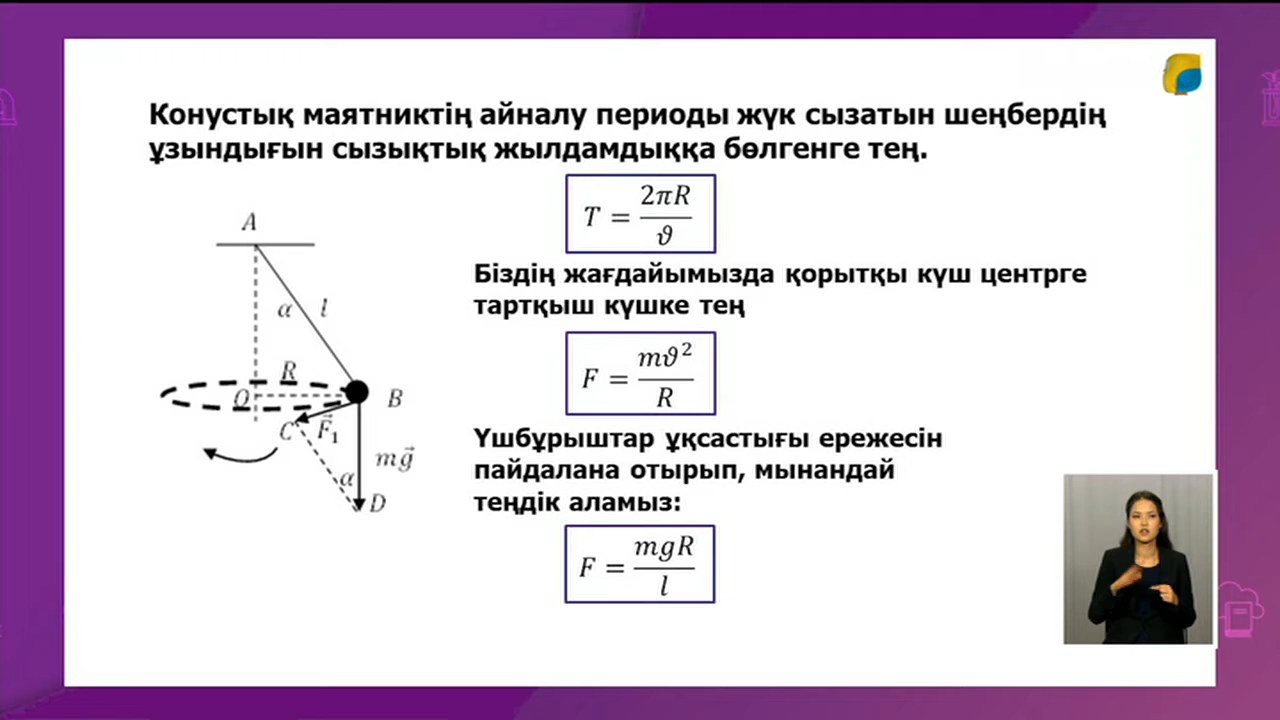 Конустық маятниктің айналу периоды жүк сызатын шеңбердің
ұзындығын сызықтық жылдамдыққа бөлгенге тең.
T = 2πR / ϑ
Біздің жағдайымызда қорытқы күш центрге
тартқыш күшке тең
F = mϑ² / R
Үшбұрыштар ұқсастығы ережесін
пайдалана отырып, мынандай
теңдік аламыз:
F = mgR / l
A
α l
R
O B
C F⃗₁
mg⃗
α
D